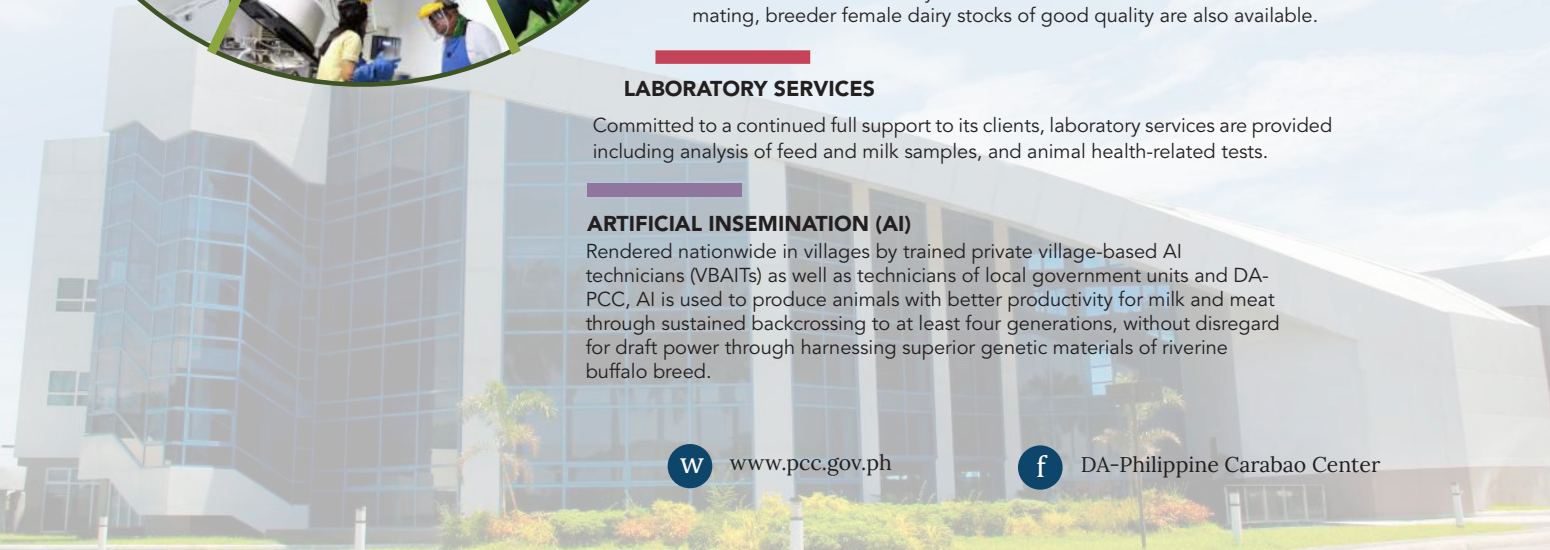 mating, breeder female dairy stocks of good quality are also available.
LABORATORY SERVICES
Committed to a continued full support to its clients, laboratory services are provided
including analysis of feed and milk samples, and animal health-related tests.
ARTIFICIAL INSEMINATION (AI)
Rendered nationwide in villages by trained private village-based AI
technicians (VBAITs) as well as technicians of local government units and DA-
PCC, AI is used to produce animals with better productivity for milk and meat
through sustained backcrossing to at least four generations, without disregard
for draft power through harnessing superior genetic materials of riverine
buffalo breed.
w www.pcc.gov.ph
f DA-Philippine Carabao Center